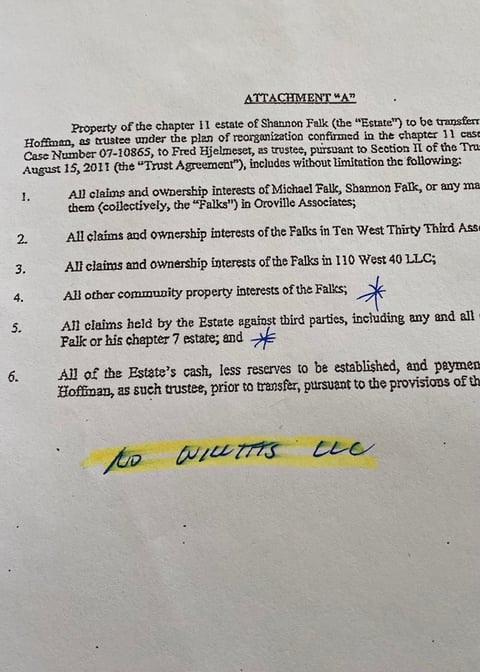 ATTACHMENT "A"
Property of the chapter 11 estate of Shannon Falk (the "Estate") to be transferr
Hoffman, as trustee under the plan of reorganization confirmed in the chapter 11 case
Case Number 07-10865, to Fred Hjelmeset, as trustee, pursuant to Section II of the Tru
August 15, 2011 (the "Trust Agreement"), includes without limitation the following:
1. All claims and ownership interests of Michael Falk, Shannon Falk, or any ma
them (collectively, the "Falks") in Oroville Associates;
2. All claims and ownership interests of the Falks in Ten West Thirty Third Asso
3. All claims and ownership interests of the Falks in 110 West 40 LLC;
4. All other community property interests of the Falks;
5. All claims held by the Estate against third parties, including any and all
Falk or his chapter 7 estate; and
6. All of the Estate's cash, less reserves to be established, and paymen
Hoffman, as such trustee, prior to transfer, pursuant to the provisions of th
NO WILLITS LLC